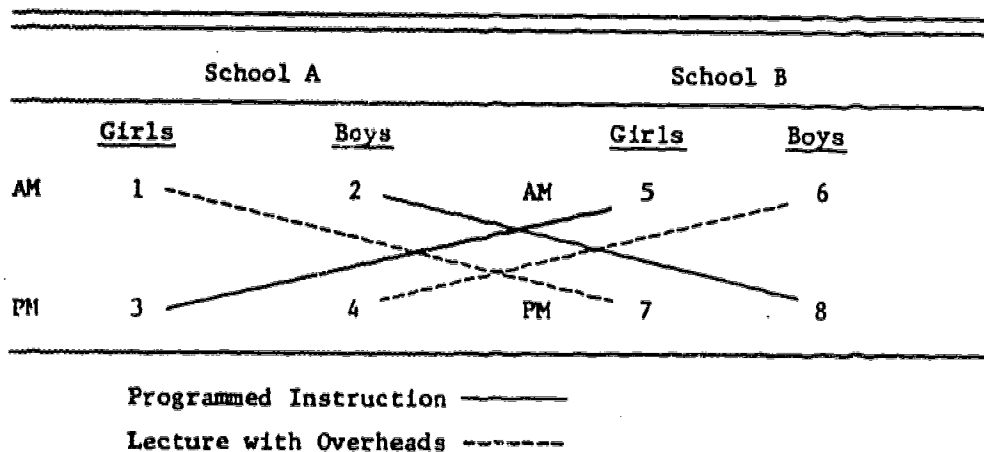 School A School B
Girls Boys Girls Boys
AM 1 2 AM 5 6
PM 3 4 PM 7 8
Programmed Instruction
Lecture with Overheads